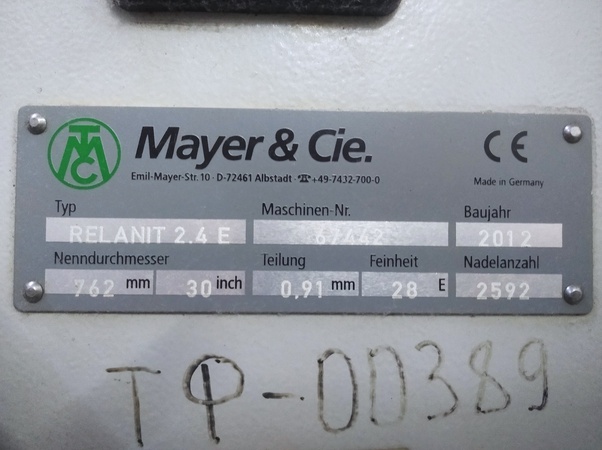 Mayer & Cie.
Emil-Mayer-Str. 10 · D-72461 Albstadt · ☎+49-7432-700-0
CE
Made in Germany
Typ Maschinen-Nr. Baujahr
RELANIT 2.4 E 67442 2012
Nenndurchmesser Teilung Feinheit Nadelanzahl
762 mm 30 inch 0,91 mm 28 E 2592
ТФ-00389